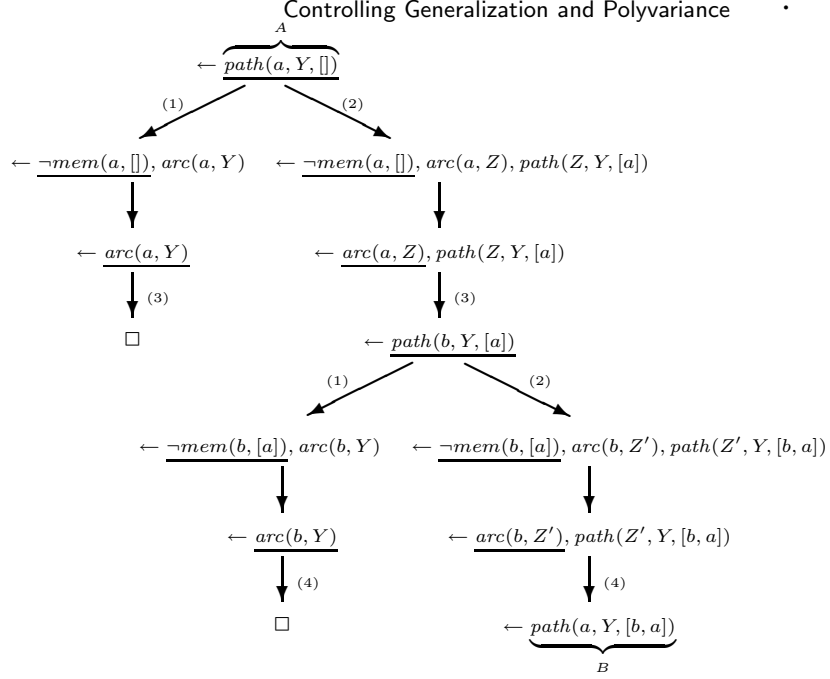 Controlling Generalization and Polyvariance ·
A
← path(a, Y, [])
(1) (2)
← ¬mem(a, []), arc(a, Y) ← ¬mem(a, []), arc(a, Z), path(Z, Y, [a])
← arc(a, Y) ← arc(a, Z), path(Z, Y, [a])
(3) (3)
□ ← path(b, Y, [a])
(1) (2)
← ¬mem(b, [a]), arc(b, Y) ← ¬mem(b, [a]), arc(b, Z′), path(Z′, Y, [b, a])
← arc(b, Y) ← arc(b, Z′), path(Z′, Y, [b, a])
(4) (4)
□ ← path(a, Y, [b, a])
B